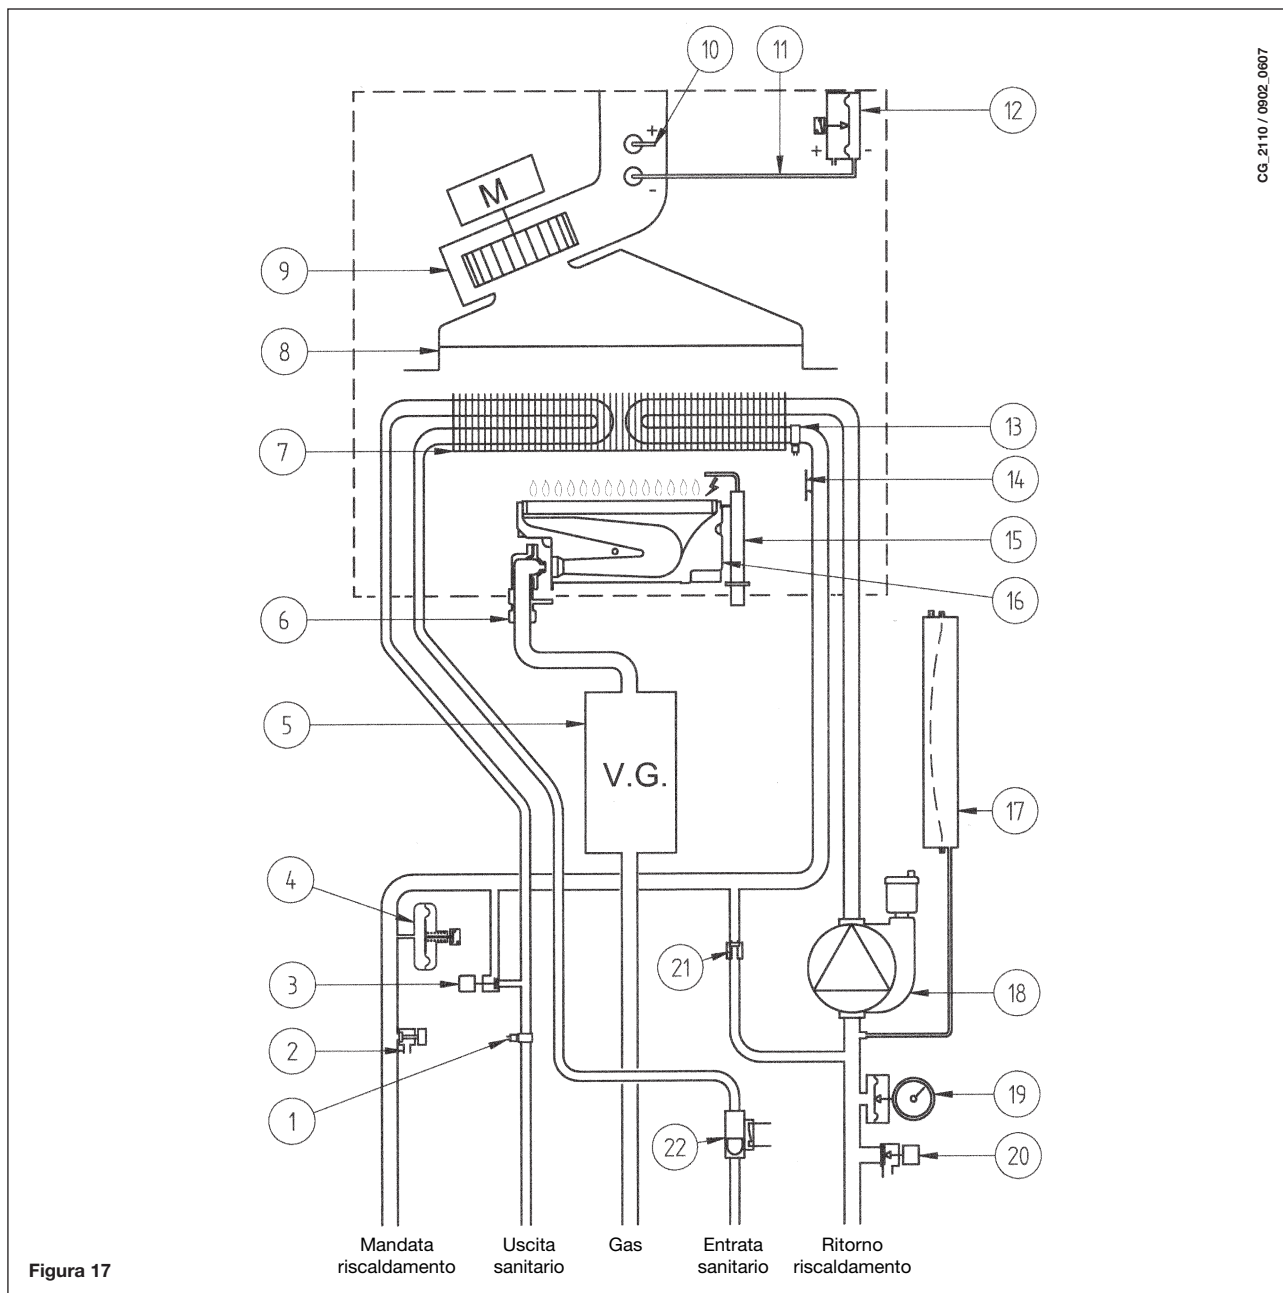 CG_2110 / 0902_0607
10
11
12
+
-
+ -
M
9
8
7
13
14
15
16
6
5
V.G.
17
4
3
21
18
2
1
19
22
20
Mandata
riscaldamento
Uscita
sanitario
Gas
Entrata
sanitario
Ritorno
riscaldamento
Figura 17